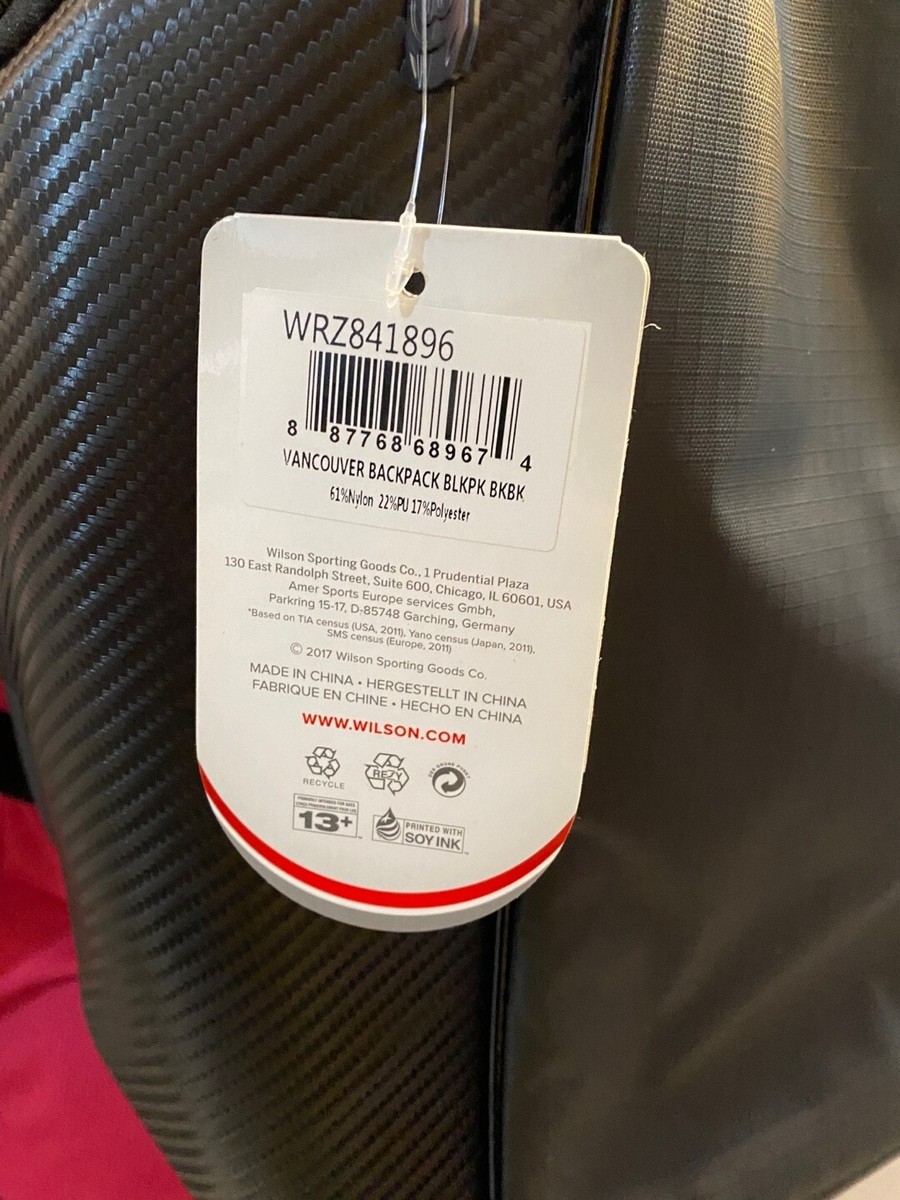 WRZ841896
8 87768 68967 4
VANCOUVER BACKPACK BLKPK BKBK
61%Nylon 22%PU 17%Polyester
Wilson Sporting Goods Co., 1 Prudential Plaza
130 East Randolph Street, Suite 600, Chicago, IL 60601, USA
Amer Sports Europe services Gmbh,
Parkring 15-17, D-85748 Garching, Germany
*Based on TIA census (USA, 2011), Yano census (Japan, 2011),
SMS census (Europe, 2011)
© 2017 Wilson Sporting Goods Co.
MADE IN CHINA • HERGESTELLT IN CHINA
FABRIQUE EN CHINE • HECHO EN CHINA
WWW.WILSON.COM
RECYCLE
REZY
13+
PRINTED WITH
SOY INK